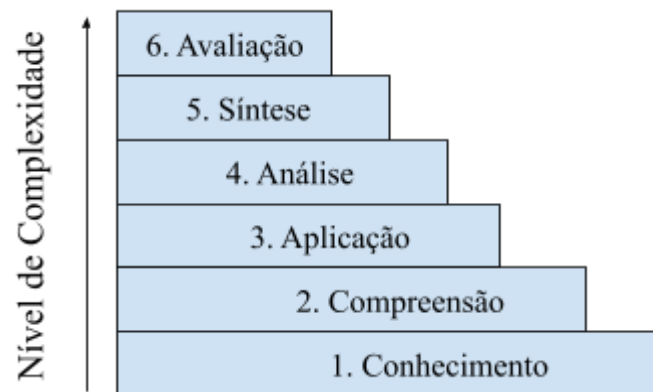 Nível de Complexidade
6. Avaliação
5. Síntese
4. Análise
3. Aplicação
2. Compreensão
1. Conhecimento